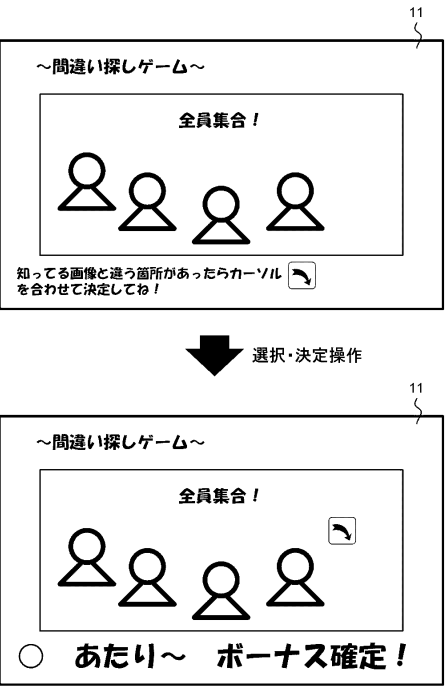 11
～間違い探しゲーム～
全員集合！
知ってる画像と違う箇所があったらカーソル
を合わせて決定してね！
選択・決定操作
11
～間違い探しゲーム～
全員集合！
○ あたり～ ボーナス確定！